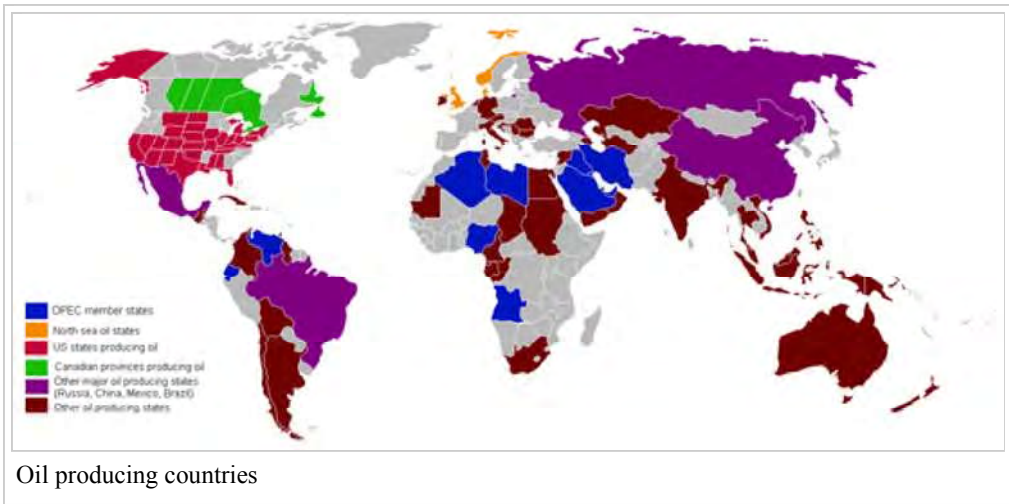 OPEC member states
North sea oil states
US states producing oil
Canadian provinces producing oil
Other major oil producing states
(Russia, China, Mexico, Brazil)
Other oil producing states
Oil producing countries